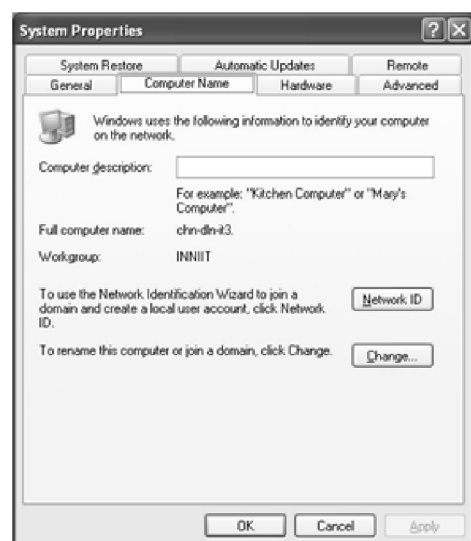 System Properties
System Restore Automatic Updates Remote
General Computer Name Hardware Advanced
Windows uses the following information to identify your computer
on the network.
Computer description:
For example: "Kitchen Computer" or "Mary's
Computer".
Full computer name: chn-dln-it3.
Workgroup: INNIIT
To use the Network Identification Wizard to join a
domain and create a local user account, click Network
ID.
Network ID
To rename this computer or join a domain, click Change.
Change...
OK Cancel Apply